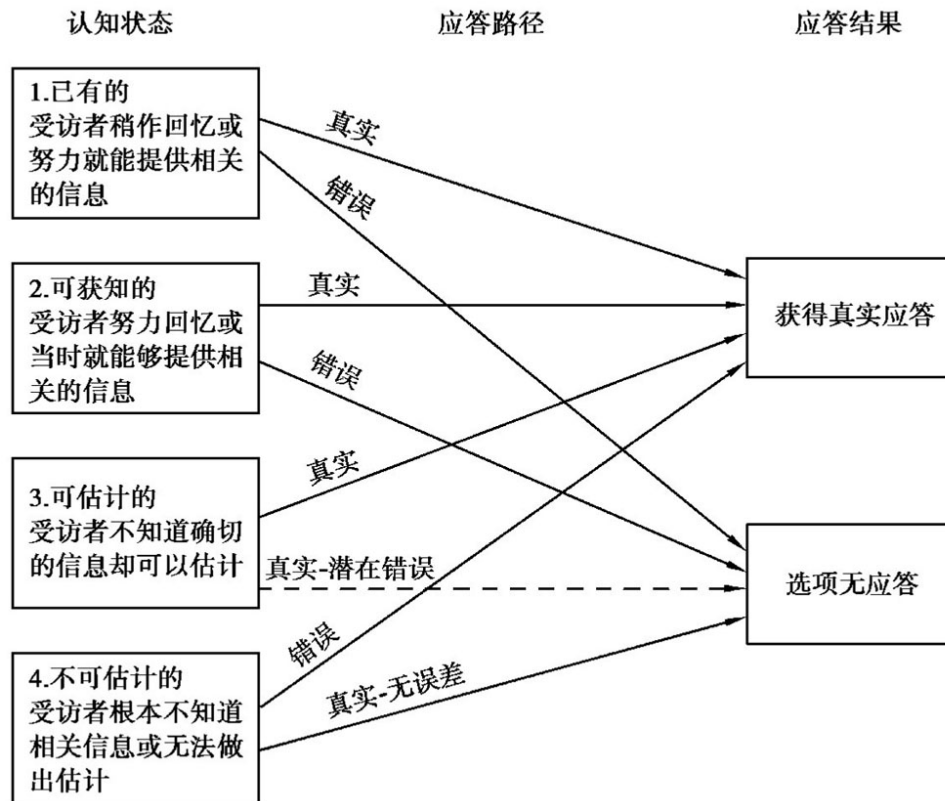 认知状态 应答路径 应答结果
1.已有的
受访者稍作回忆或
努力就能提供相关
的信息
真实
错误
2.可获知的
受访者努力回忆或
当时就能够提供相
关的信息
真实
错误
获得真实应答
3.可估计的
受访者不知道确切
的信息却可以估计
真实
真实-潜在错误
选项无应答
4.不可估计的
受访者根本不知道
相关信息或无法做
出估计
错误
真实-无误差